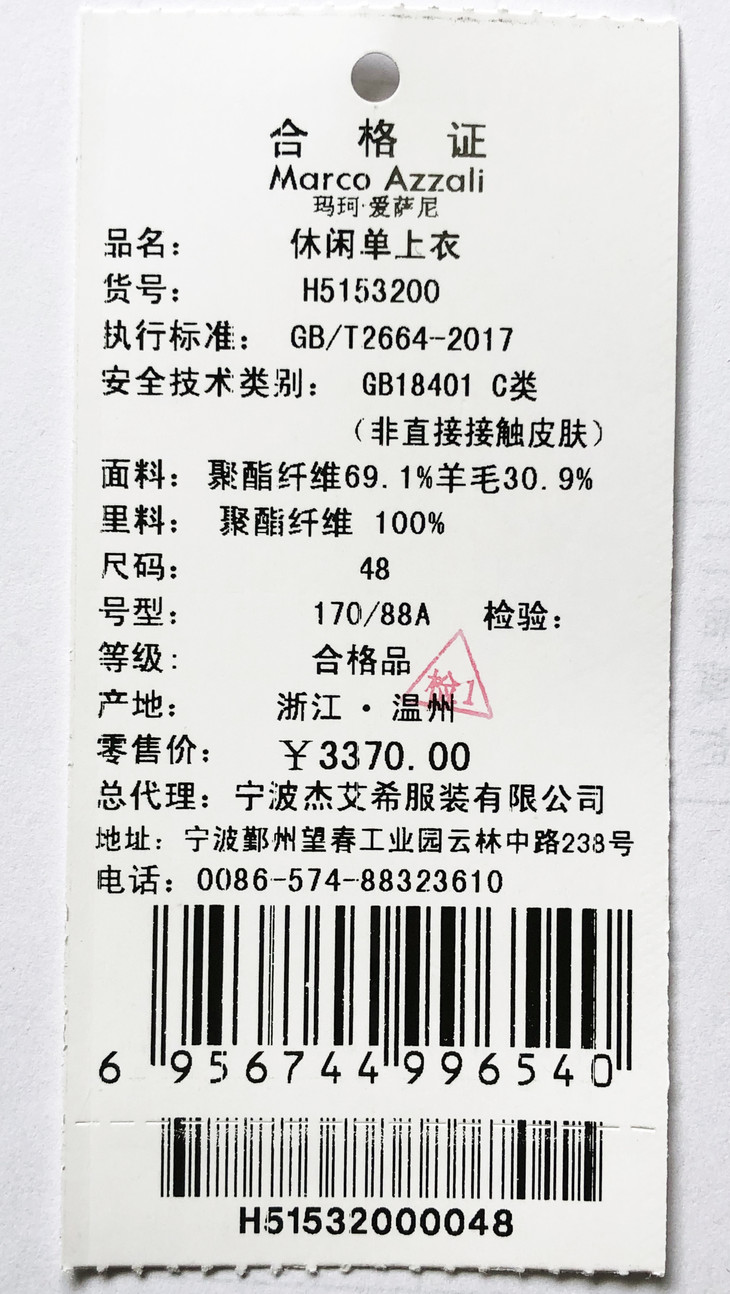 合 格 证
Marco Azzali
玛珂·爱萨尼
品名： 休闲单上衣
货号： H5153200
执行标准： GB/T2664-2017
安全技术类别： GB18401 C类
（非直接接触皮肤）
面料： 聚酯纤维69.1%羊毛30.9%
里料： 聚酯纤维 100%
尺码： 48
号型： 170/88A 检验：
等级： 合格品
检1
产地： 浙江·温州
零售价： ￥3370.00
总代理：宁波杰艾希服装有限公司
地址：宁波鄞州望春工业园云林中路238号
电话：0086-574-88323610
6 956744 996540
H51532000048